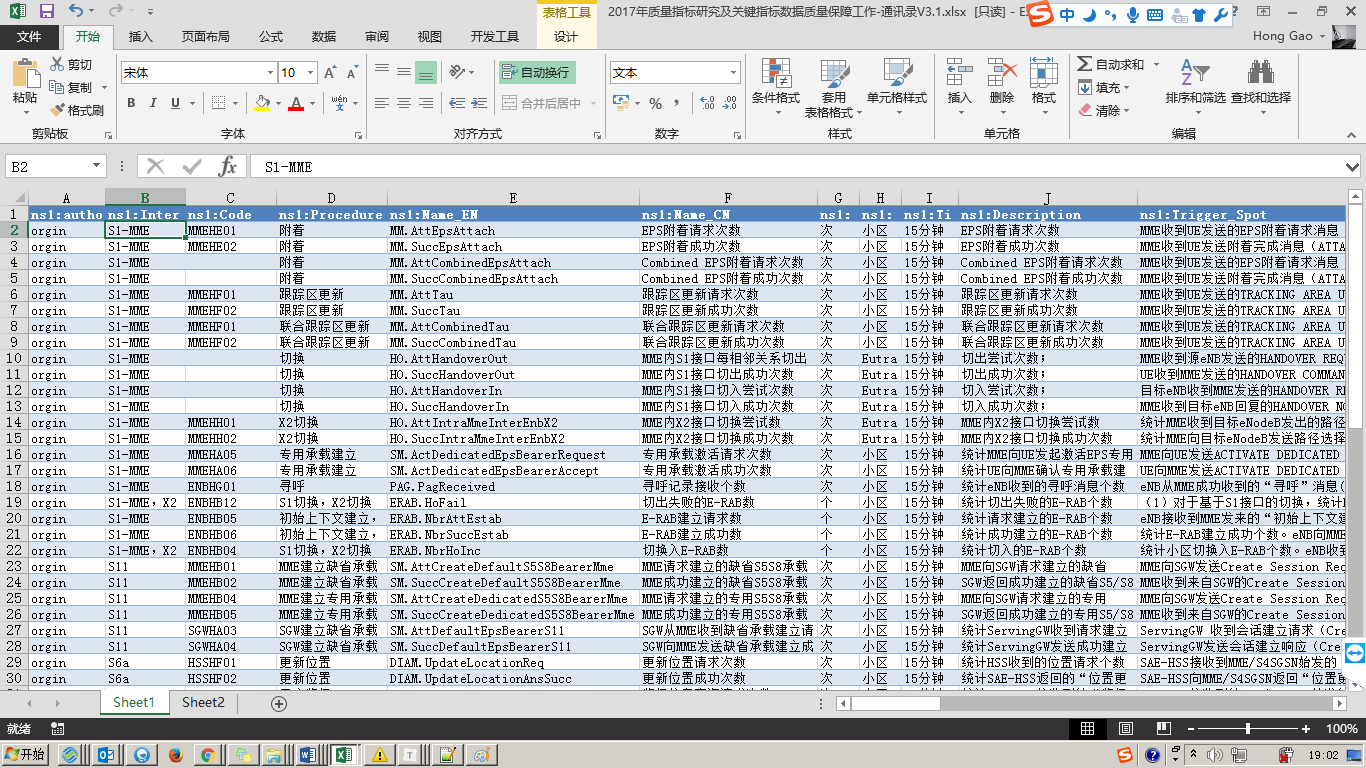 表格工具
2017年质量指标研究及关键指标数据质量保障工作-通讯录V3.1.xlsx [只读] - E
中
文件 开始 插入 页面布局 公式 数据 审阅 视图 开发工具 设计 Hong Gao
粘贴 剪切 复制 格式刷
宋体 10 自动换行 文本
B I U 合并后居中
条件格式 套用表格格式 单元格样式 插入 删除 格式
自动求和 填充 清除 排序和筛选 查找和选择
剪贴板 字体 对齐方式 数字 样式 单元格 编辑
B2 S1-MME
A B C D E F G H I J
1 ns1:autho ns1:Inter ns1:Code ns1:Procedure ns1:Name_EN ns1:Name_CN ns1: ns1: ns1:Ti ns1:Description ns1:Trigger_Spot
2 orgin S1-MME MMEHE01 附着 MM.AttEpsAttach EPS附着请求次数 次 小区 15分钟 EPS附着请求次数 MME收到UE发送的EPS附着请求消息
3 orgin S1-MME MMEHE02 附着 MM.SuccEpsAttach EPS附着成功次数 次 小区 15分钟 EPS附着成功次数 MME收到UE发送的附着完成消息（ATTA
4 orgin S1-MME 附着 MM.AttCombinedEpsAttach Combined EPS附着请求次数 次 小区 15分钟 Combined EPS附着请求次数 MME收到UE发送的EPS附着请求消息
5 orgin S1-MME 附着 MM.SuccCombinedEpsAttach Combined EPS附着成功次数 次 小区 15分钟 Combined EPS附着成功次数 MME收到UE发送附着完成消息（ATTA
6 orgin S1-MME MMEHF01 跟踪区更新 MM.AttTau 跟踪区更新请求次数 次 小区 15分钟 跟踪区更新请求次数 MME收到UE发送的TRACKING AREA U
7 orgin S1-MME MMEHF02 跟踪区更新 MM.SuccTau 跟踪区更新成功次数 次 小区 15分钟 跟踪区更新成功次数 MME收到UE发送的TRACKING AREA U
8 orgin S1-MME MMEHF01 联合跟踪区更新 MM.AttCombinedTau 联合跟踪区更新请求次数 次 小区 15分钟 联合跟踪区更新请求次数 MME收到UE发送的TRACKING AREA U
9 orgin S1-MME MMEHF02 联合跟踪区更新 MM.SuccCombinedTau 联合跟踪区更新成功次数 次 小区 15分钟 联合跟踪区更新成功次数 MME收到UE发送的TRACKING AREA U
10 orgin S1-MME 切换 HO.AttHandoverOut MME内S1接口每相邻关系切出 次 Eutra 15分钟 切出尝试次数； MME收到源eNB发送的HANDOVER REQ
11 orgin S1-MME 切换 HO.SuccHandoverOut MME内S1接口切出成功次数 次 Eutra 15分钟 切出成功次数； UE收到MME发送的HANDOVER COMMAN
12 orgin S1-MME 切换 HO.AttHandoverIn MME内S1接口切入尝试次数 次 Eutra 15分钟 切入尝试次数； 目标eNB收到MME发送的HANDOVER RE
13 orgin S1-MME 切换 HO.SuccHandoverIn MME内S1接口切入成功次数 次 Eutra 15分钟 切入成功次数； MME收到目标eNB回复的HANDOVER NO
14 orgin S1-MME MMEHH01 X2切换 HO.AttIntraMmeInterEnbX2 MME内X2接口切换尝试数 次 Eutra 15分钟 MME内X2接口切换尝试数 统计MME收到目标eNodeB发出的路径
15 orgin S1-MME MMEHH02 X2切换 HO.SuccIntraMmeInterEnbX2 MME内X2接口切换成功次数 次 Eutra 15分钟 MME内X2接口切换成功次数 统计MME向目标eNodeB发送路径选择
16 orgin S1-MME MMEHA05 专用承载建立 SM.ActDedicatedEpsBearerRequest 专用承载激活请求次数 次 小区 15分钟 统计MME向UE发起激活EPS专用 MME向UE发送ACTIVATE DEDICATED
17 orgin S1-MME MMEHA06 专用承载建立 SM.ActDedicatedEpsBearerAccept 专用承载激活成功次数 次 小区 15分钟 统计UE向MME确认专用承载建 UE向MME发送ACTIVATE DEDICATED
18 orgin S1-MME ENBHG01 寻呼 PAG.PagReceived 寻呼记录接收个数 次 小区 15分钟 统计eNB收到的寻呼消息个数 eNB从MME成功收到的“寻呼”消息(
19 orgin S1-MME，X2 ENBHB12 S1切换，X2切换 ERAB.HoFail 切出失败的E-RAB数 个 小区 15分钟 统计切出失败的E-RAB个数 （1）对于基于S1接口的切换，统计
20 orgin S1-MME ENBHB05 初始上下文建立， ERAB.NbrAttEstab E-RAB建立请求数 个 小区 15分钟 统计请求建立的E-RAB个数 eNB接收到MME发来的“初始上下文建
21 orgin S1-MME ENBHB06 初始上下文建立， ERAB.NbrSuccEstab E-RAB建立成功数 个 小区 15分钟 统计成功建立的E-RAB个数 统计E-RAB建立成功个数。eNB向MME
22 orgin S1-MME，X2 ENBHB04 S1切换，X2切换 ERAB.NbrHoInc 切换入E-RAB数 个 小区 15分钟 统计切入的E-RAB个数 统计小区切换入E-RAB个数。eNB收到
23 orgin S11 MMEHB01 MME建立缺省承载 SM.AttCreateDefaultS5S8BearerMme MME请求建立的缺省S5S8承载 次 小区 15分钟 MME向SGW请求建立的缺省 MME向SGW发送Create Session Req
24 orgin S11 MMEHB02 MME建立缺省承载 SM.SuccCreateDefaultS5S8BearerMme MME成功建立的缺省S5S8承载 次 小区 15分钟 SGW返回成功建立的缺省S5/S8 MME收到来自SGW的Create Session
25 orgin S11 MMEHB04 MME建立专用承载 SM.AttCreateDedicatedS5S8BearerMme MME请求建立的专用S5S8承载 次 小区 15分钟 MME向SGW请求建立的专用 MME向SGW发送Create Session Req
26 orgin S11 MMEHB05 MME建立专用承载 SM.SuccCreateDedicatedS5S8BearerMme MME成功建立的专用S5S8承载 次 小区 15分钟 SGW返回成功建立的专用S5/S8 MME收到来自SGW的Create Session
27 orgin S11 SGWHA03 SGW建立缺省承载 SM.AttDefaultEpsBearerS11 SGW从MME收到缺省承载建立请 次 小区 15分钟 统计ServingGW收到请求建立 ServingGW 收到会话建立请求（Cre
28 orgin S11 SGWHA04 SGW建立缺省承载 SM.SucDefaultEpsBearerS11 SGW向MME发送缺省承载建立成 次 小区 15分钟 统计ServingGW发送成功建立 ServingGW发送会话建立响应（Crea
29 orgin S6a HSSHF01 更新位置 DIAM.UpdateLocationReq 更新位置请求次数 次 小区 15分钟 统计HSS收到的位置请求个数 SAE-HSS接收到MME/S4SGSN始发的
30 orgin S6a HSSHF02 更新位置 DIAM.UpdateLocationAnsSucc 更新位置成功次数 次 小区 15分钟 统计SAE-HSS返回的“位置更 SAE-HSS向MME/S4SGSN返回“位置更
Sheet1 Sheet2
就绪 100%
开始 19:02